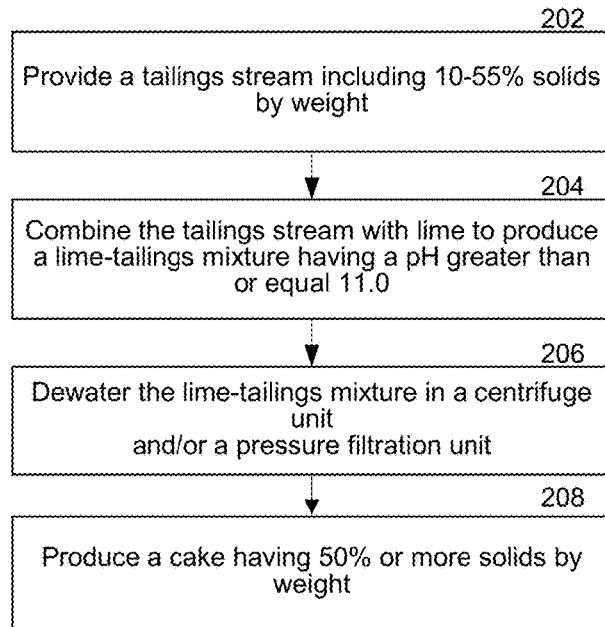 202
Provide a tailings stream including 10-55% solids
by weight
204
Combine the tailings stream with lime to produce
a lime-tailings mixture having a pH greater than
or equal 11.0
206
Dewater the lime-tailings mixture in a centrifuge
unit
and/or a pressure filtration unit
208
Produce a cake having 50% or more solids by
weight